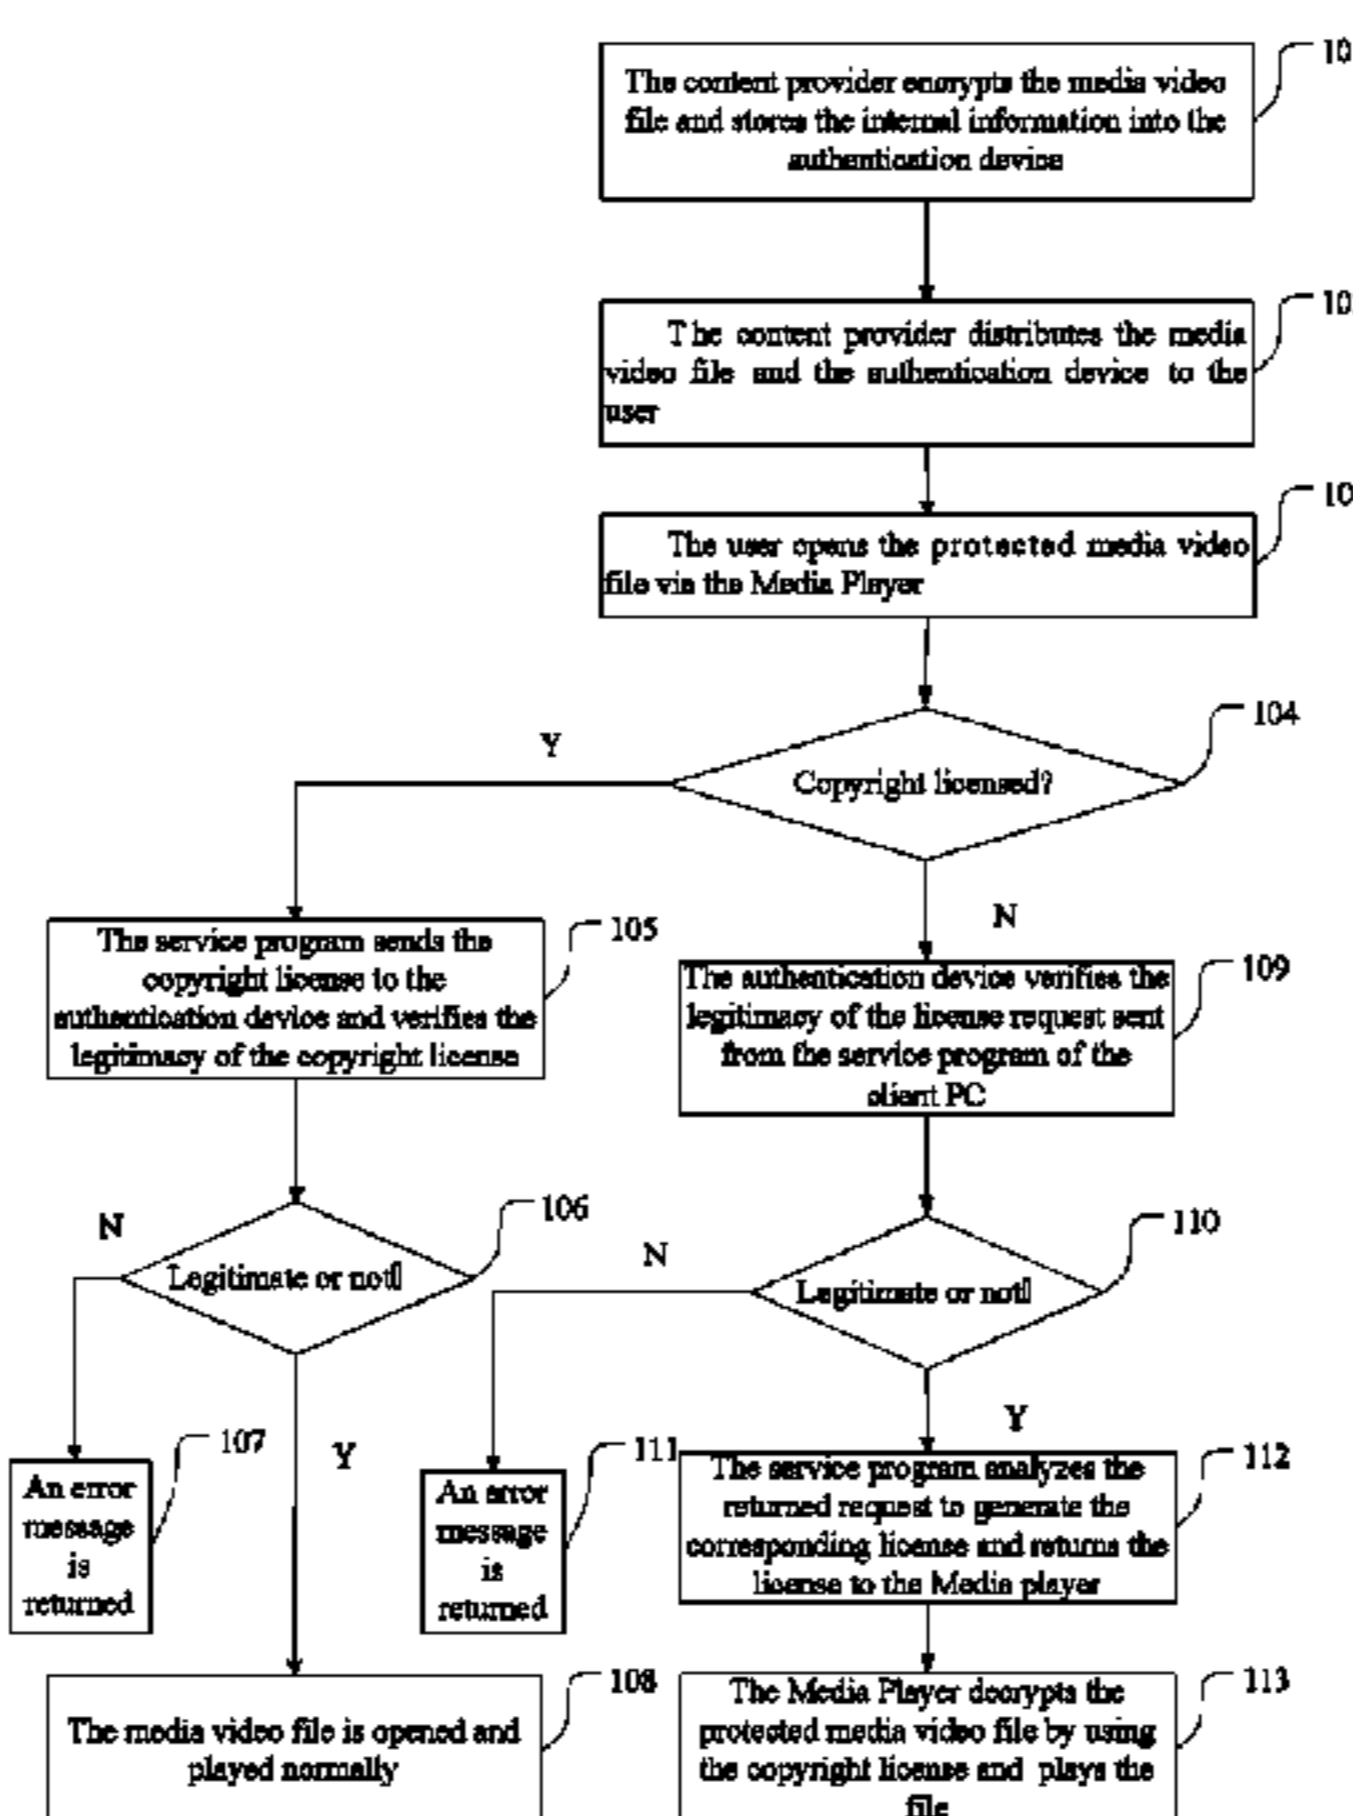 The content provider encrypts the media video
file and stores the internal information into the
authentication device
10
The content provider distributes the media
video file and the authentication device to the
user
10
The user opens the protected media video
file via the Media Player
10
Copyright licensed?
104
Y
N
The service program sends the
copyright license to the
authentication device and verifies the
legitimacy of the copyright license
105
The authentication device verifies the
legitimacy of the license request sent
from the service program of the
client PC
109
Legitimate or not
106
N
Y
Legitimate or not
110
N
Y
An error
message
is
returned
107
An error
message
is
returned
111
The service program analyzes the
returned request to generate the
corresponding license and returns the
license to the Media player
112
The media video file is opened and
played normally
108
The Media Player decrypts the
protected media video file by using
the copyright license and plays the
file
113